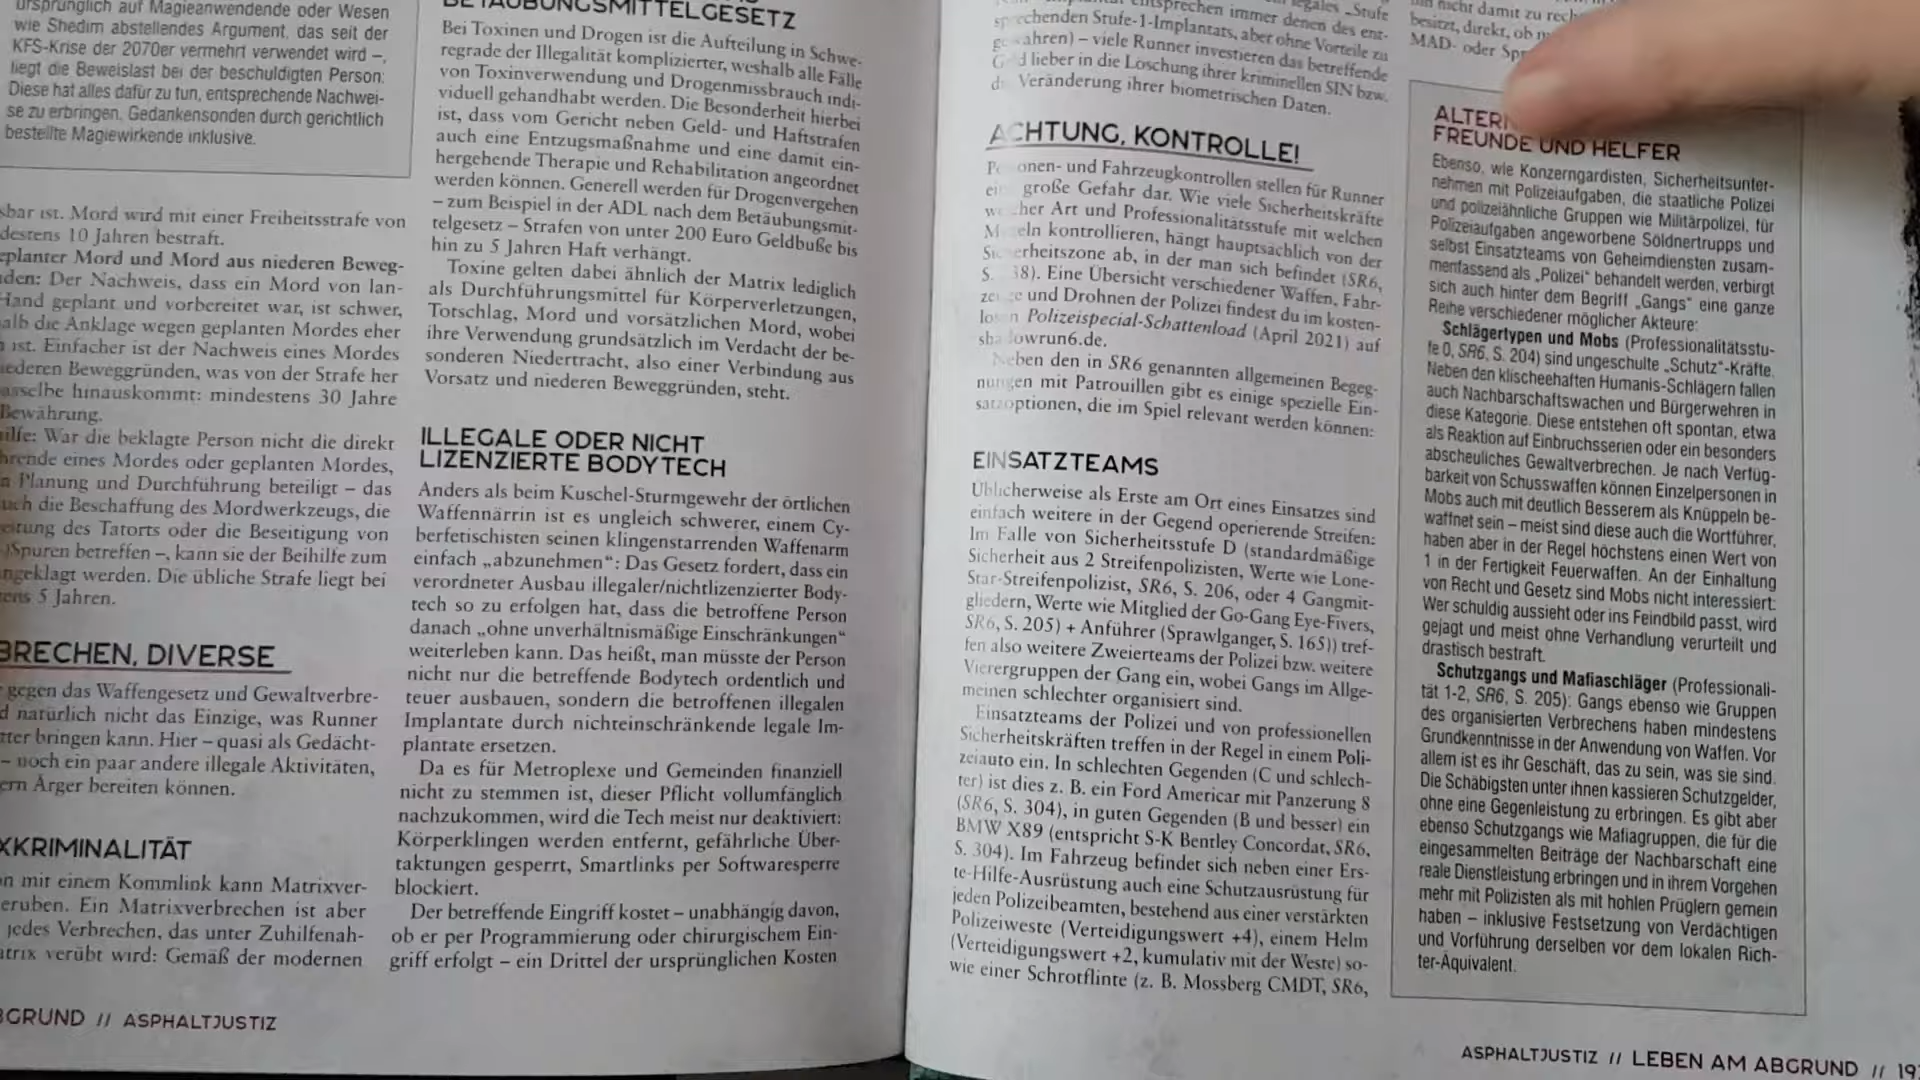 ursprünglich auf Magieanwendende oder Wesen
wie Shedim abstellendes Argument, das seit der
KFS-Krise der 2070er vermehrt verwendet wird –,
liegt die Beweislast bei der beschuldigten Person:
Diese hat alles dafür zu tun, entsprechende Nachwei-
se zu erbringen, Gedankensonden durch gerichtlich
bestellte Magiewirkende inklusive.
ist. Mord wird mit einer Freiheitsstrafe von
10 Jahren bestraft.
Mord und Mord aus niederen Beweg-
Der Nachweis, dass ein Mord von lan-
Hand geplant und vorbereitet war, ist schwer,
die Anklage wegen geplanten Mordes eher
ist. Einfacher ist der Nachweis eines Mordes
Beweggründen, was von der Strafe her
hinauskommt: mindestens 30 Jahre
Bewährung.
War die beklagte Person nicht die direkt
eines Mordes oder geplanten Mordes,
Planung und Durchführung beteiligt – das
die Beschaffung des Mordwerkzeugs, die
des Tatorts oder die Beseitigung von
Spuren betreffen –, kann sie der Beihilfe zum
werden. Die übliche Strafe liegt bei
5 Jahren.
BRECHEN, DIVERSE
gegen das Waffengesetz und Gewaltverbre-
natürlich nicht das Einzige, was Runner
bringen kann. Hier – quasi als Gedächt-
– noch ein paar andere illegale Aktivitäten,
Ärger bereiten können.
XKRIMINALITÄT
mit einem Kommlink kann Matrixver-
Ein Matrixverbrechen ist aber
jedes Verbrechen, das unter Zuhilfenah-
verübt wird: Gemäß der modernen
BETÄUBUNGSMITTELGESETZ
Bei Toxinen und Drogen ist die Aufteilung in Schwe-
regrade der Illegalität komplizierter, weshalb alle Fälle
von Toxinverwendung und Drogenmissbrauch indi-
viduell gehandhabt werden. Die Besonderheit hierbei
ist, dass vom Gericht neben Geld- und Haftstrafen
auch eine Entzugsmaßnahme und eine damit ein-
hergehende Therapie und Rehabilitation angeordnet
werden können. Generell werden für Drogenvergehen
– zum Beispiel in der ADL nach dem Betäubungsmit-
telgesetz – Strafen von unter 200 Euro Geldbuße bis
hin zu 5 Jahren Haft verhängt.
Toxine gelten dabei ähnlich der Matrix lediglich
als Durchführungsmittel für Körperverletzungen,
Totschlag, Mord und vorsätzlichen Mord, wobei
ihre Verwendung grundsätzlich im Verdacht der be-
sonderen Niedertracht, also einer Verbindung aus
Vorsatz und niederen Beweggründen, steht.
ILLEGALE ODER NICHT
LIZENZIERTE BODYTECH
Anders als beim Kuschel-Sturmgewehr der örtlichen
Waffennärrin ist es ungleich schwerer, einem Cy-
berfetischisten seinen klingenstarrenden Waffenarm
einfach „abzunehmen“: Das Gesetz fordert, dass ein
verordneter Ausbau illegaler/nichtlizenzierter Body-
tech so zu erfolgen hat, dass die betroffene Person
danach „ohne unverhältnismäßige Einschränkungen“
weiterleben kann. Das heißt, man müsste der Person
nicht nur die betreffende Bodytech ordentlich und
teuer ausbauen, sondern die betroffenen illegalen
Implantate durch nichteinschränkende legale Im-
plantate ersetzen.
Da es für Metroplexe und Gemeinden finanziell
nicht zu stemmen ist, dieser Pflicht vollumfänglich
nachzukommen, wird die Tech meist nur deaktiviert:
Körperklingen werden entfernt, gefährliche Über-
taktungen gesperrt, Smartlinks per Softwaresperre
blockiert.
Der betreffende Eingriff kostet – unabhängig davon,
ob er per Programmierung oder chirurgischem Ein-
griff erfolgt – ein Drittel der ursprünglichen Kosten
BGRUND // ASPHALTJUSTIZ
entsprechen immer denen des ent-
sprechenden Stufe-1-Implantats, aber ohne Vorteile zu
gewähren) – viele Runner investieren das betreffende
Geld lieber in die Löschung ihrer kriminellen SIN bzw.
Veränderung ihrer biometrischen Daten.
ACHTUNG, KONTROLLE!
Personen- und Fahrzeugkontrollen stellen für Runner
große Gefahr dar. Wie viele Sicherheitskräfte
welcher Art und Professionalitätsstufe mit welchen
Mitteln kontrollieren, hängt hauptsächlich von der
Sicherheitszone ab, in der man sich befindet (SR6,
S. 38). Eine Übersicht verschiedener Waffen, Fahr-
zeuge und Drohnen der Polizei findest du im kosten-
losen Polizeispecial-Schattenload (April 2021) auf
shadowrun6.de.
Neben den in SR6 genannten allgemeinen Begeg-
nungen mit Patrouillen gibt es einige spezielle Ein-
satzoptionen, die im Spiel relevant werden können:
EINSATZTEAMS
Üblicherweise als Erste am Ort eines Einsatzes sind
einfach weitere in der Gegend operierende Streifen:
Im Falle von Sicherheitsstufe D (standardmäßige
Sicherheit aus 2 Streifenpolizisten, Werte wie Lone-
Star-Streifenpolizist, SR6, S. 206, oder 4 Gangmit-
gliedern, Werte wie Mitglied der Go-Gang Eye-Fivers,
SR6, S. 205) + Anführer (Sprawlganger, S. 165)) tref-
fen also weitere Zweierteams der Polizei bzw. weitere
Vierergruppen der Gang ein, wobei Gangs im Allge-
meinen schlechter organisiert sind.
Einsatzteams der Polizei und von professionellen
Sicherheitskräften treffen in der Regel in einem Poli-
zeiauto ein. In schlechten Gegenden (C und schlech-
ter) ist dies z. B. ein Ford Americar mit Panzerung 8
(SR6, S. 304), in guten Gegenden (B und besser) ein
BMW X89 (entspricht S-K Bentley Concordat, SR6,
S. 304). Im Fahrzeug befindet sich neben einer Ers-
te-Hilfe-Ausrüstung auch eine Schutzausrüstung für
jeden Polizeibeamten, bestehend aus einer verstärkten
Polizeiweste (Verteidigungswert +4), einem Helm
(Verteidigungswert +2, kumulativ mit der Weste) so-
wie einer Schrotflinte (z. B. Mossberg CMDT, SR6,
nicht damit zu
besitzt, direkt, ob
MAD- oder
ALTER
FREUNDE UND HELFER
Ebenso, wie Konzerngardisten, Sicherheitsunter-
nehmen mit Polizeiaufgaben, die staatliche Polizei
und polizeiähnliche Gruppen wie Militärpolizei, für
Polizeiaufgaben angeworbene Söldnertrupps und
selbst Einsatzteams von Geheimdiensten zusam-
menfassend als „Polizei“ behandelt werden, verbirgt
sich auch hinter dem Begriff „Gangs“ eine ganze
Reihe verschiedener möglicher Akteure:
Schlägertypen und Mobs (Professionalitätsstu-
fe 0, SR6, S. 204) sind ungeschulte „Schutz“-Kräfte.
Neben den klischeehaften Humanis-Schlägern fallen
auch Nachbarschaftswachen und Bürgerwehren in
diese Kategorie. Diese entstehen oft spontan, etwa
als Reaktion auf Einbruchsserien oder ein besonders
abscheuliches Gewaltverbrechen. Je nach Verfüg-
barkeit von Schusswaffen können Einzelpersonen in
Mobs auch mit deutlich Besserem als Knüppeln be-
waffnet sein – meist sind diese auch die Wortführer,
haben aber in der Regel höchstens einen Wert von
1 in der Fertigkeit Feuerwaffen. An der Einhaltung
von Recht und Gesetz sind Mobs nicht interessiert:
Wer schuldig aussieht oder ins Feindbild passt, wird
gejagt und meist ohne Verhandlung verurteilt und
drastisch bestraft.
Schutzgangs und Mafiaschläger (Professionali-
tät 1-2, SR6, S. 205): Gangs ebenso wie Gruppen
des organisierten Verbrechens haben mindestens
Grundkenntnisse in der Anwendung von Waffen. Vor
allem ist es ihr Geschäft, das zu sein, was sie sind.
Die Schäbigsten unter ihnen kassieren Schutzgelder,
ohne eine Gegenleistung zu erbringen. Es gibt aber
ebenso Schutzgangs wie Mafiagruppen, die für die
eingesammelten Beiträge der Nachbarschaft eine
reale Dienstleistung erbringen und in ihrem Vorgehen
mehr mit Polizisten als mit hohlen Prüglern gemein
haben – inklusive Festsetzung von Verdächtigen
und Vorführung derselben vor dem lokalen Rich-
ter-Äquivalent.
ASPHALTJUSTIZ // LEBEN AM ABGRUND // 19